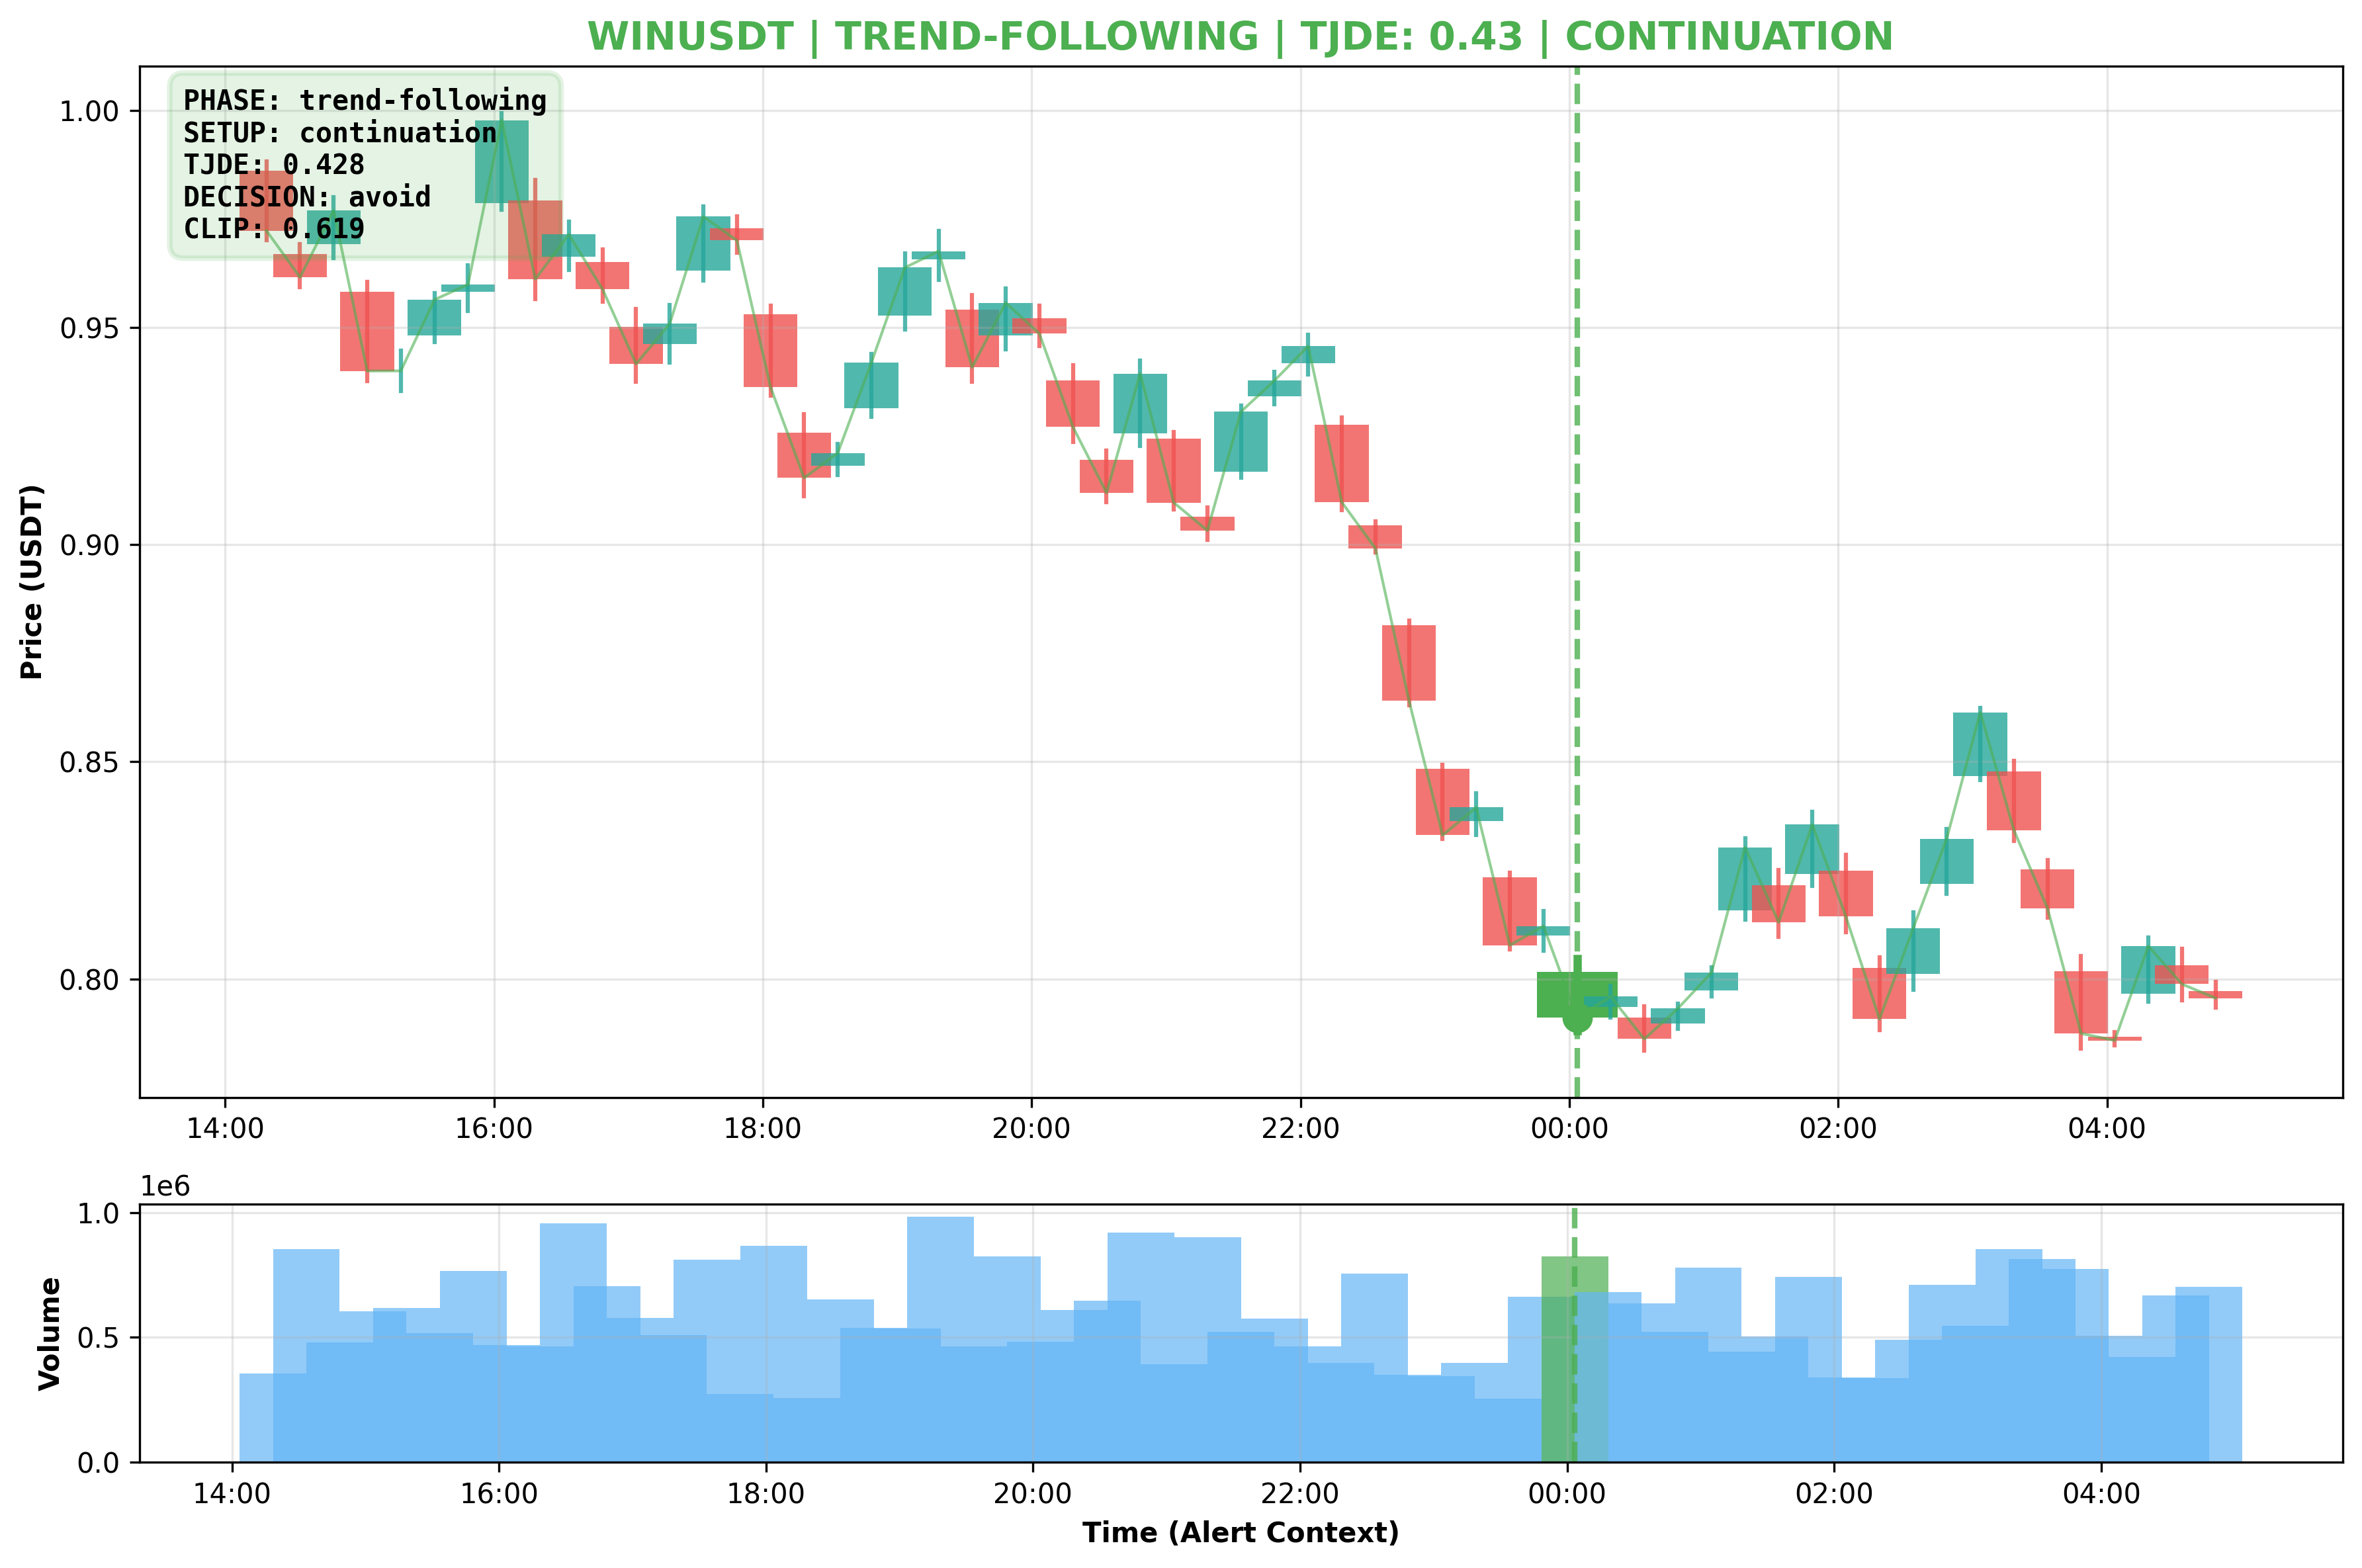 WINUSDT | TREND-FOLLOWING | TJDE: 0.43 | CONTINUATION
PHASE: trend-following
SETUP: continuation
TJDE: 0.428
DECISION: avoid
CLIP: 0.619
Price (USDT)
1.00
0.95
0.90
0.85
0.80
14:00 16:00 18:00 20:00 22:00 00:00 02:00 04:00
1e6
Volume
1.0
0.5
0.0
14:00 16:00 18:00 20:00 22:00 00:00 02:00 04:00
Time (Alert Context)